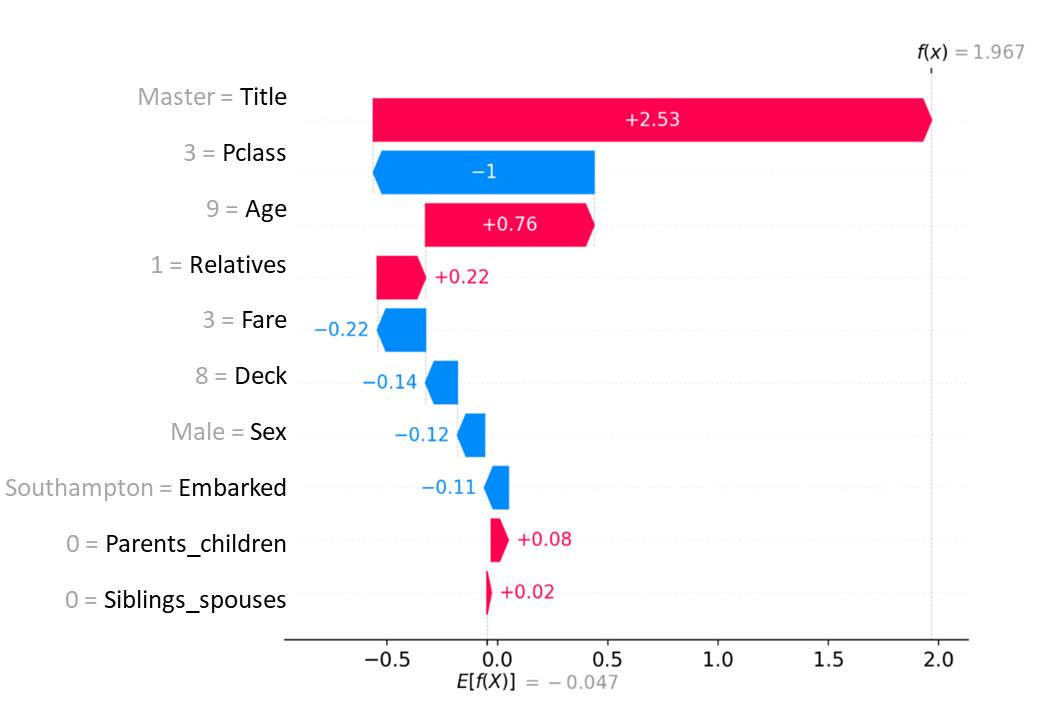 f(x) = 1.967
Master = Title
+2.53
3 = Pclass
−1
9 = Age
+0.76
1 = Relatives
+0.22
3 = Fare
−0.22
8 = Deck
−0.14
Male = Sex
−0.12
Southampton = Embarked
−0.11
0 = Parents_children
+0.08
0 = Siblings_spouses
+0.02
−0.5 0.0 0.5 1.0 1.5 2.0
E[f(X)] = −0.047